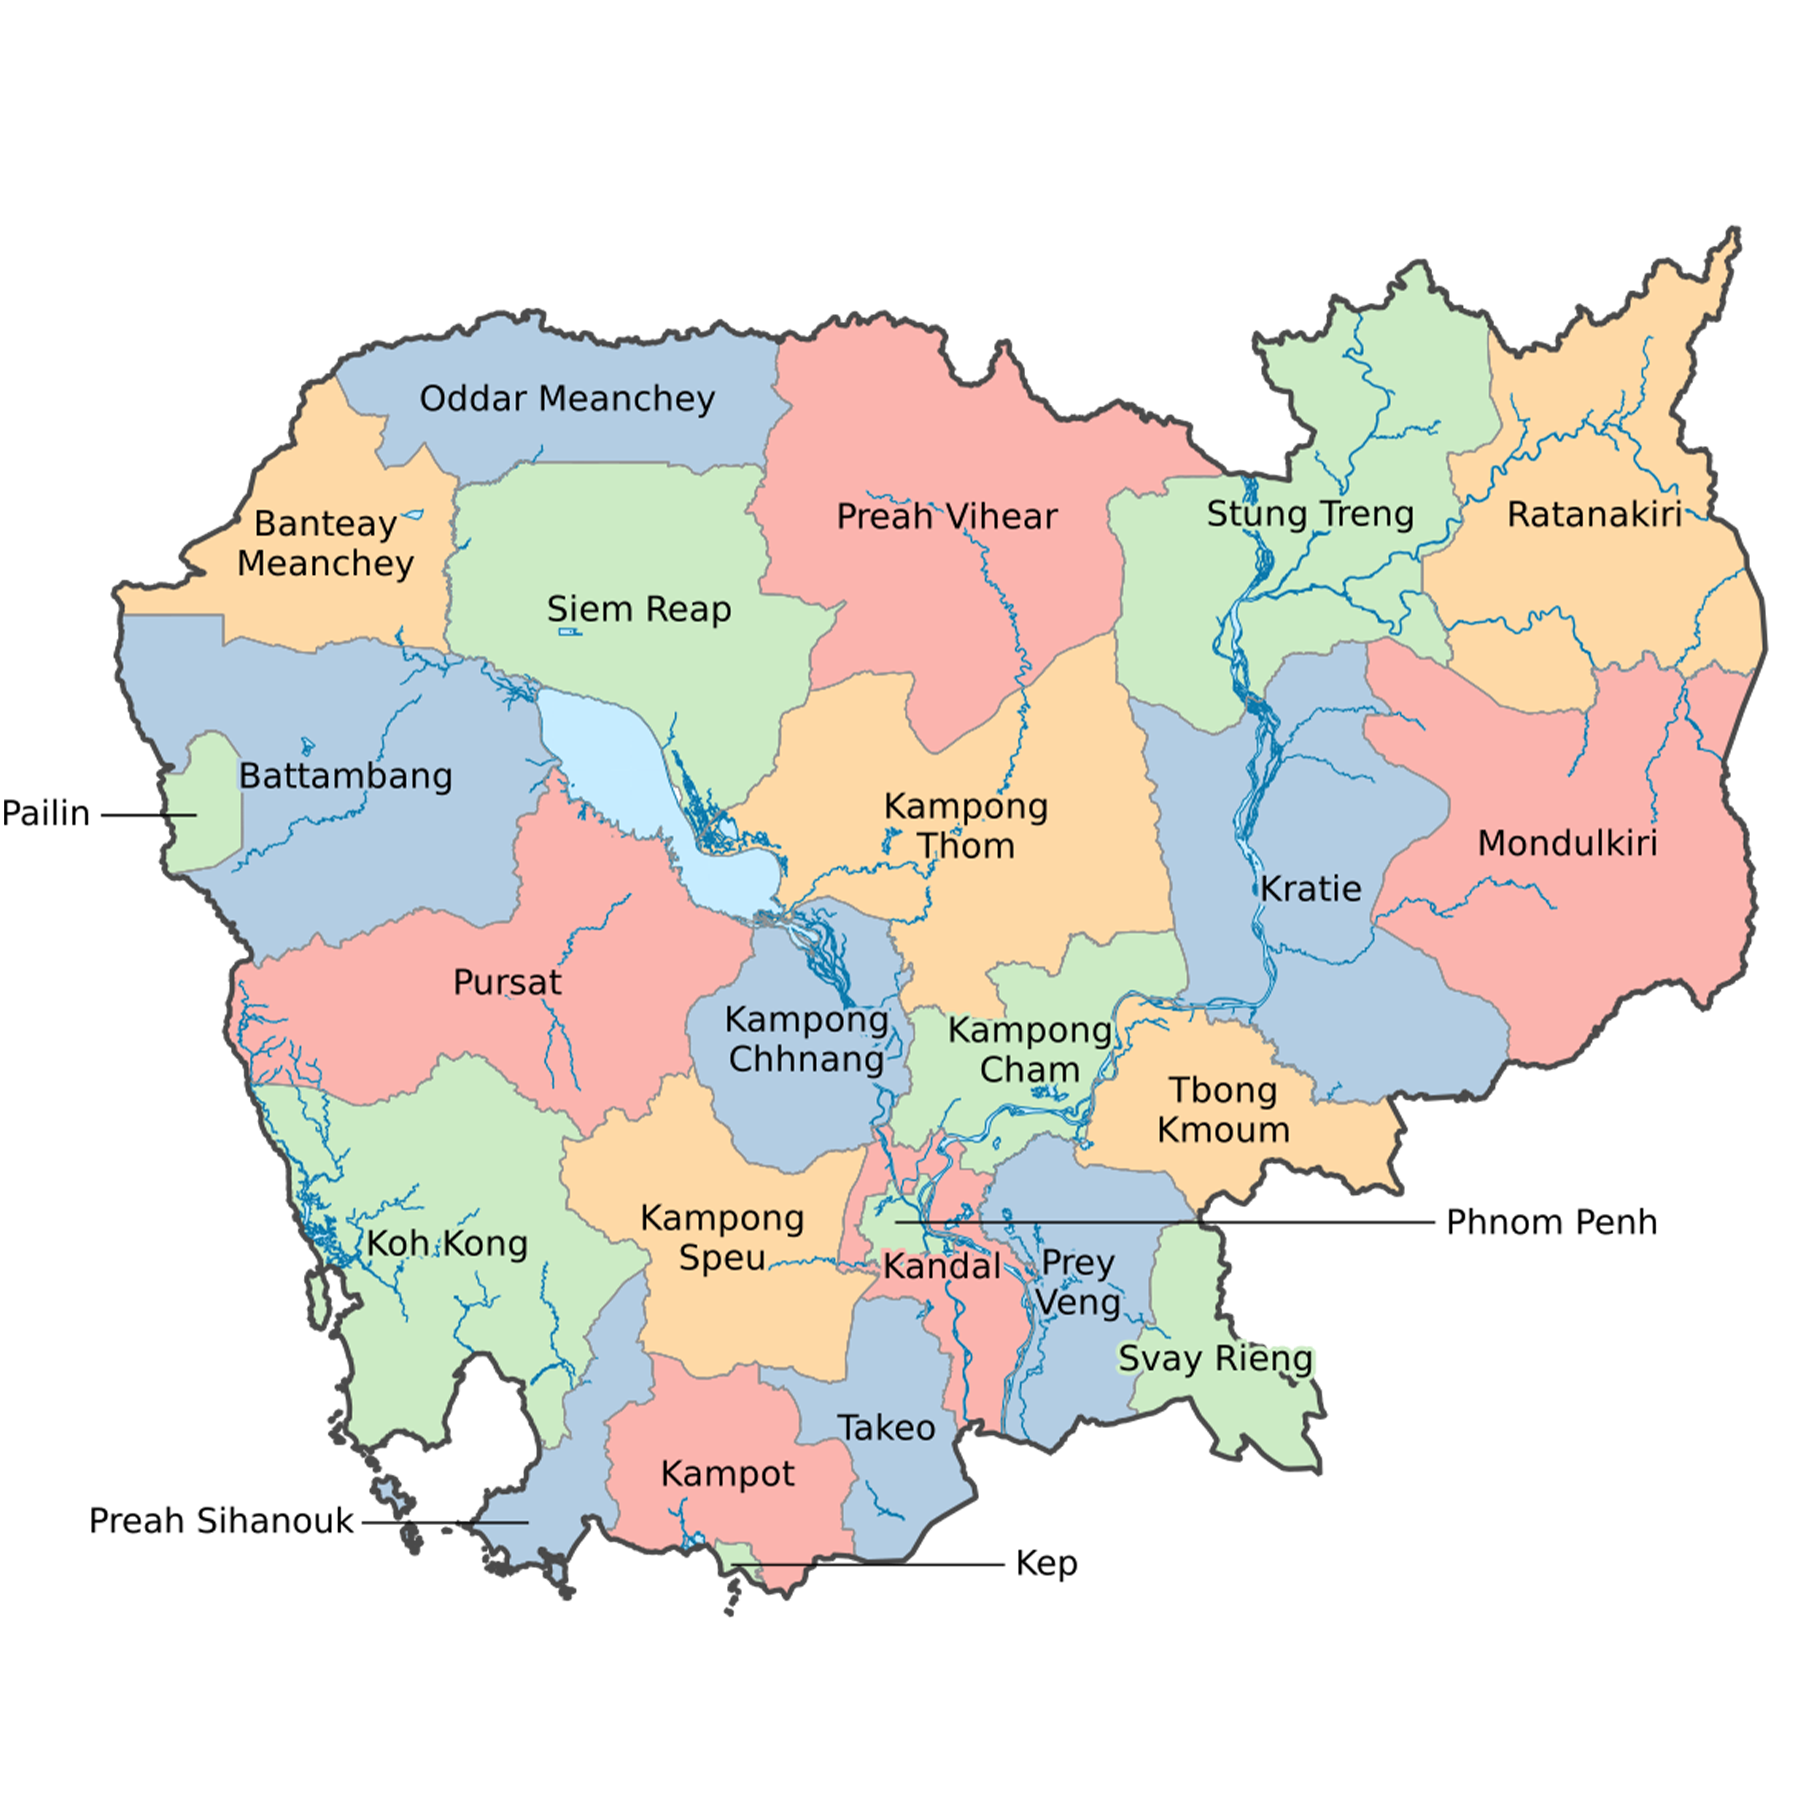 Oddar Meanchey
Banteay
Meanchey
Preah Vihear
Stung Treng
Ratanakiri
Siem Reap
Battambang
Pailin
Kampong
Thom
Mondulkiri
Kratie
Pursat
Kampong
Chhnang
Kampong
Cham
Tbong
Kmoum
Koh Kong
Kampong
Speu
Phnom Penh
Kandal
Prey
Veng
Svay Rieng
Takeo
Kampot
Preah Sihanouk
Kep